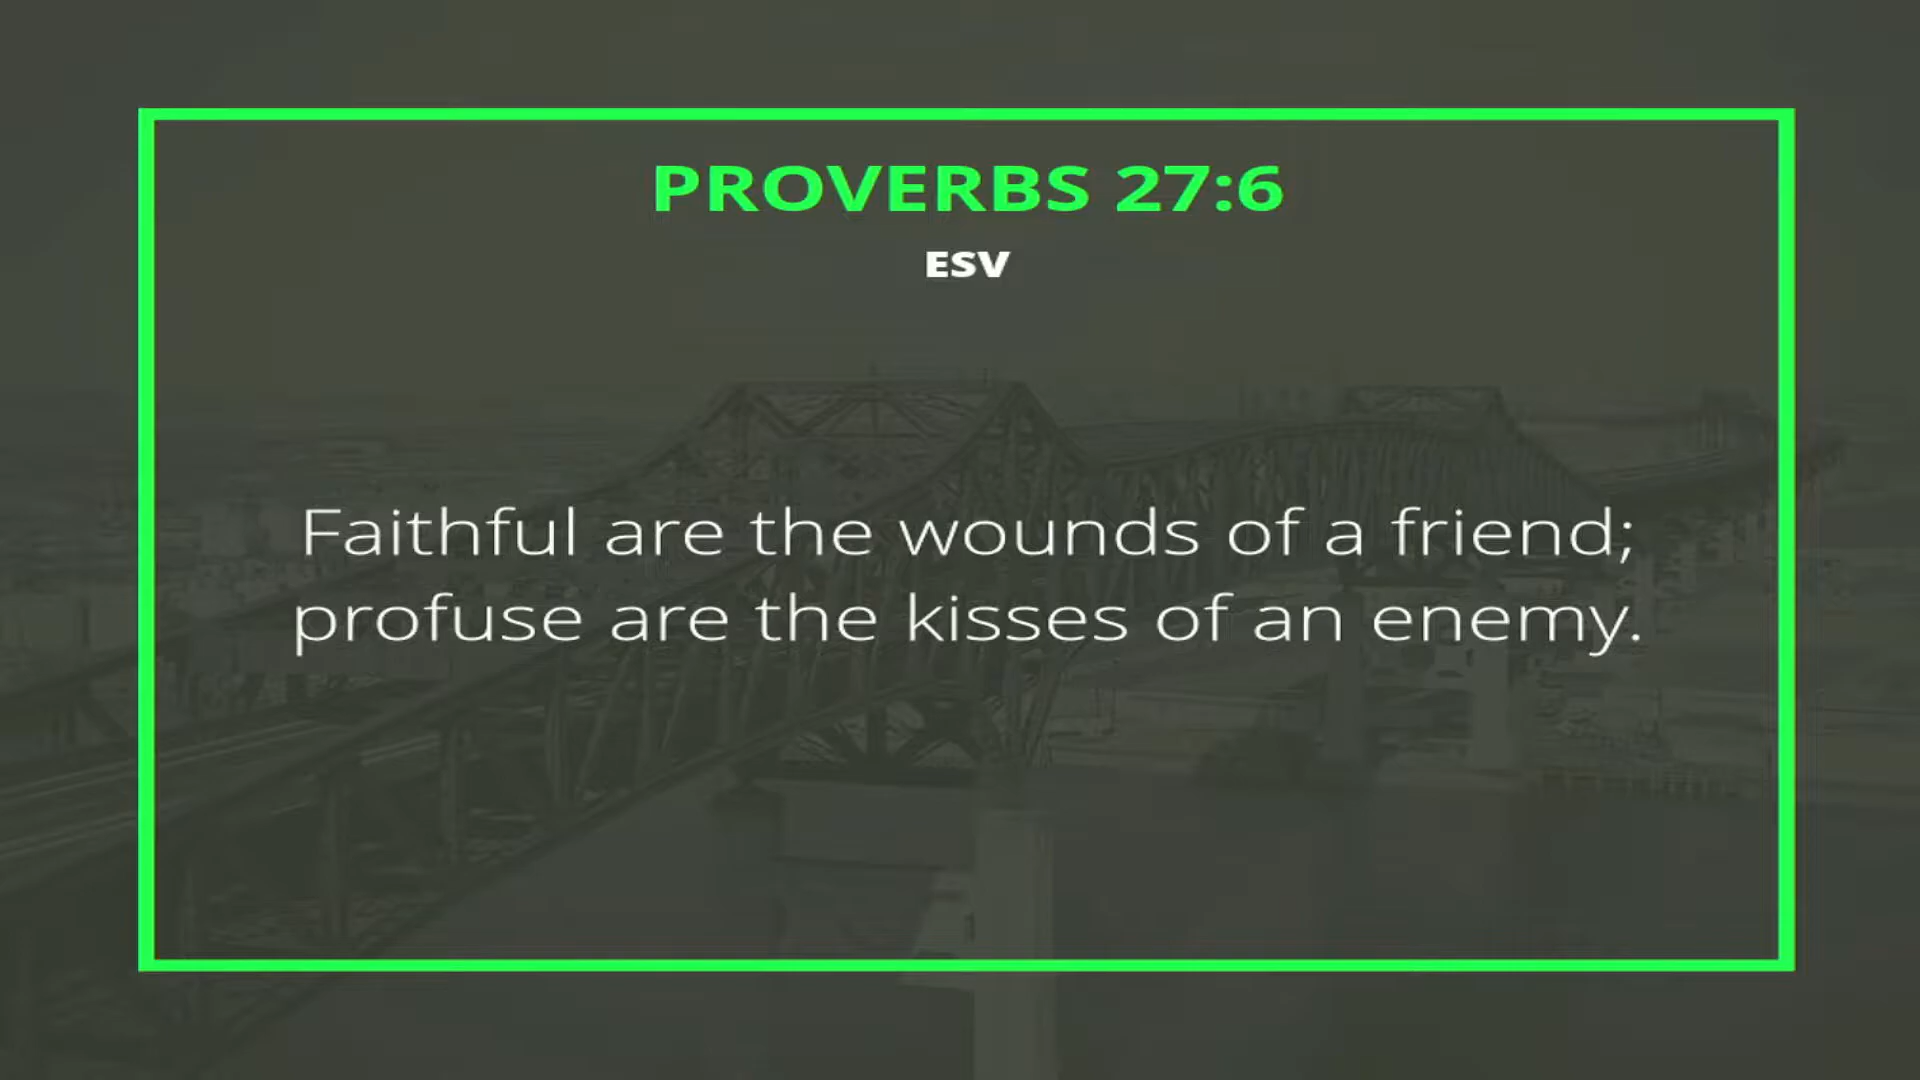 PROVERBS 27:6
ESV
Faithful are the wounds of a friend;
profuse are the kisses of an enemy.